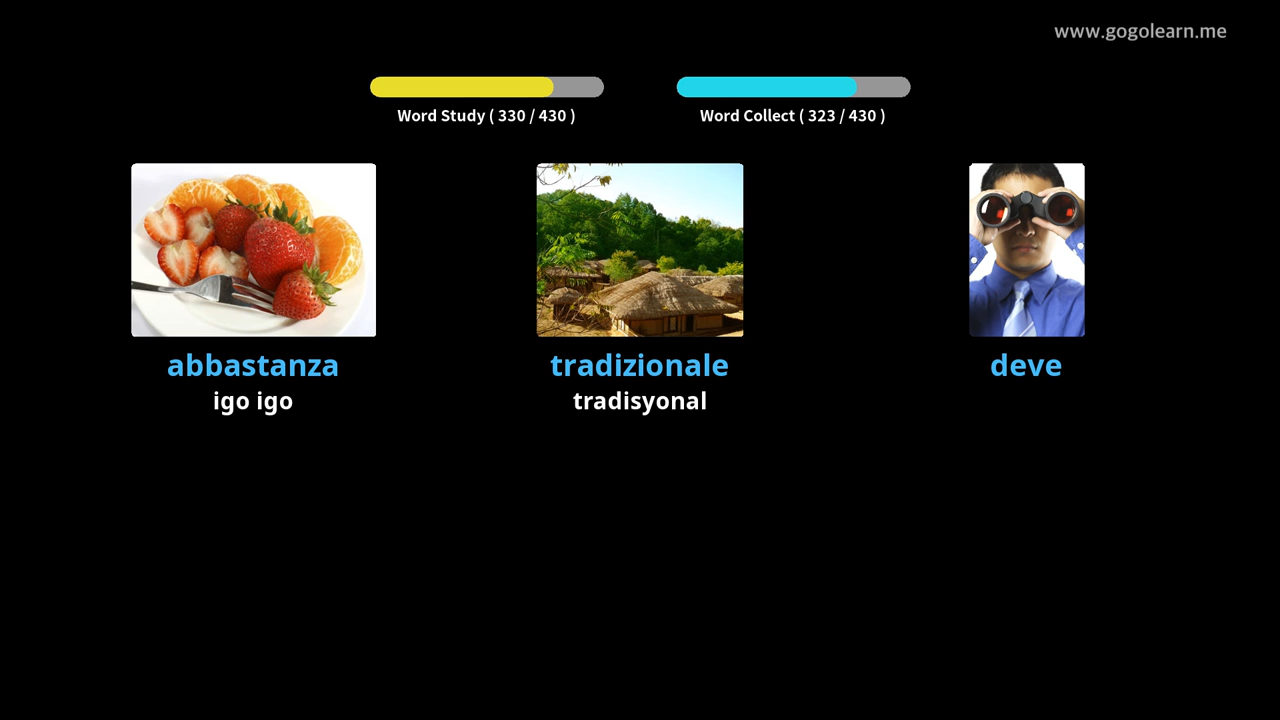 www.gogolearn.me
Word Study ( 330 / 430 )
Word Collect ( 323 / 430 )
abbastanza
igo igo
tradizionale
tradisyonal
deve